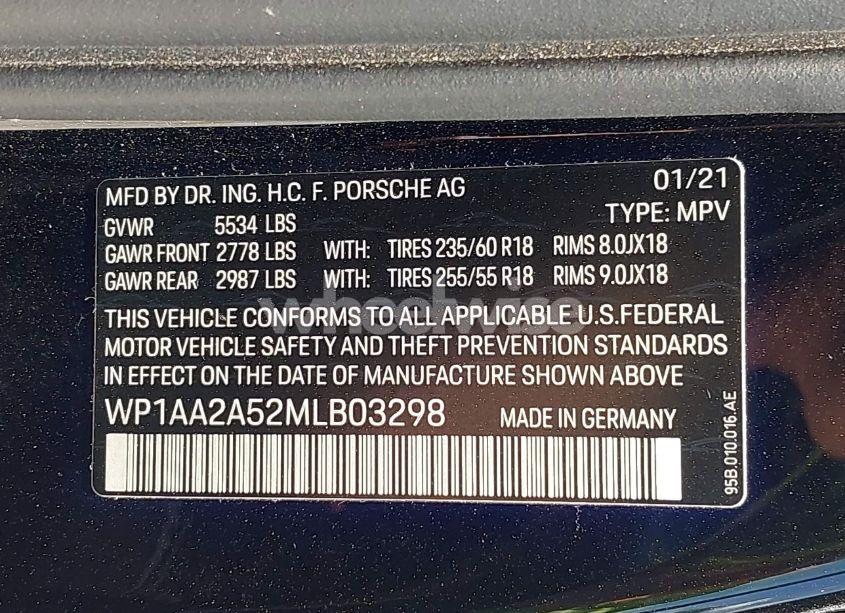 MFD BY DR. ING. H.C. F. PORSCHE AG 01/21
GVWR 5534 LBS TYPE: MPV
GAWR FRONT 2778 LBS WITH: TIRES 235/60 R18 RIMS 8.0JX18
GAWR REAR 2987 LBS WITH: TIRES 255/55 R18 RIMS 9.0JX18
wheelwise
THIS VEHICLE CONFORMS TO ALL APPLICABLE U.S.FEDERAL
MOTOR VEHICLE SAFETY AND THEFT PREVENTION STANDARDS
IN EFFECT ON THE DATE OF MANUFACTURE SHOWN ABOVE
WP1AA2A52MLB03298 MADE IN GERMANY
95B.010.016.AE